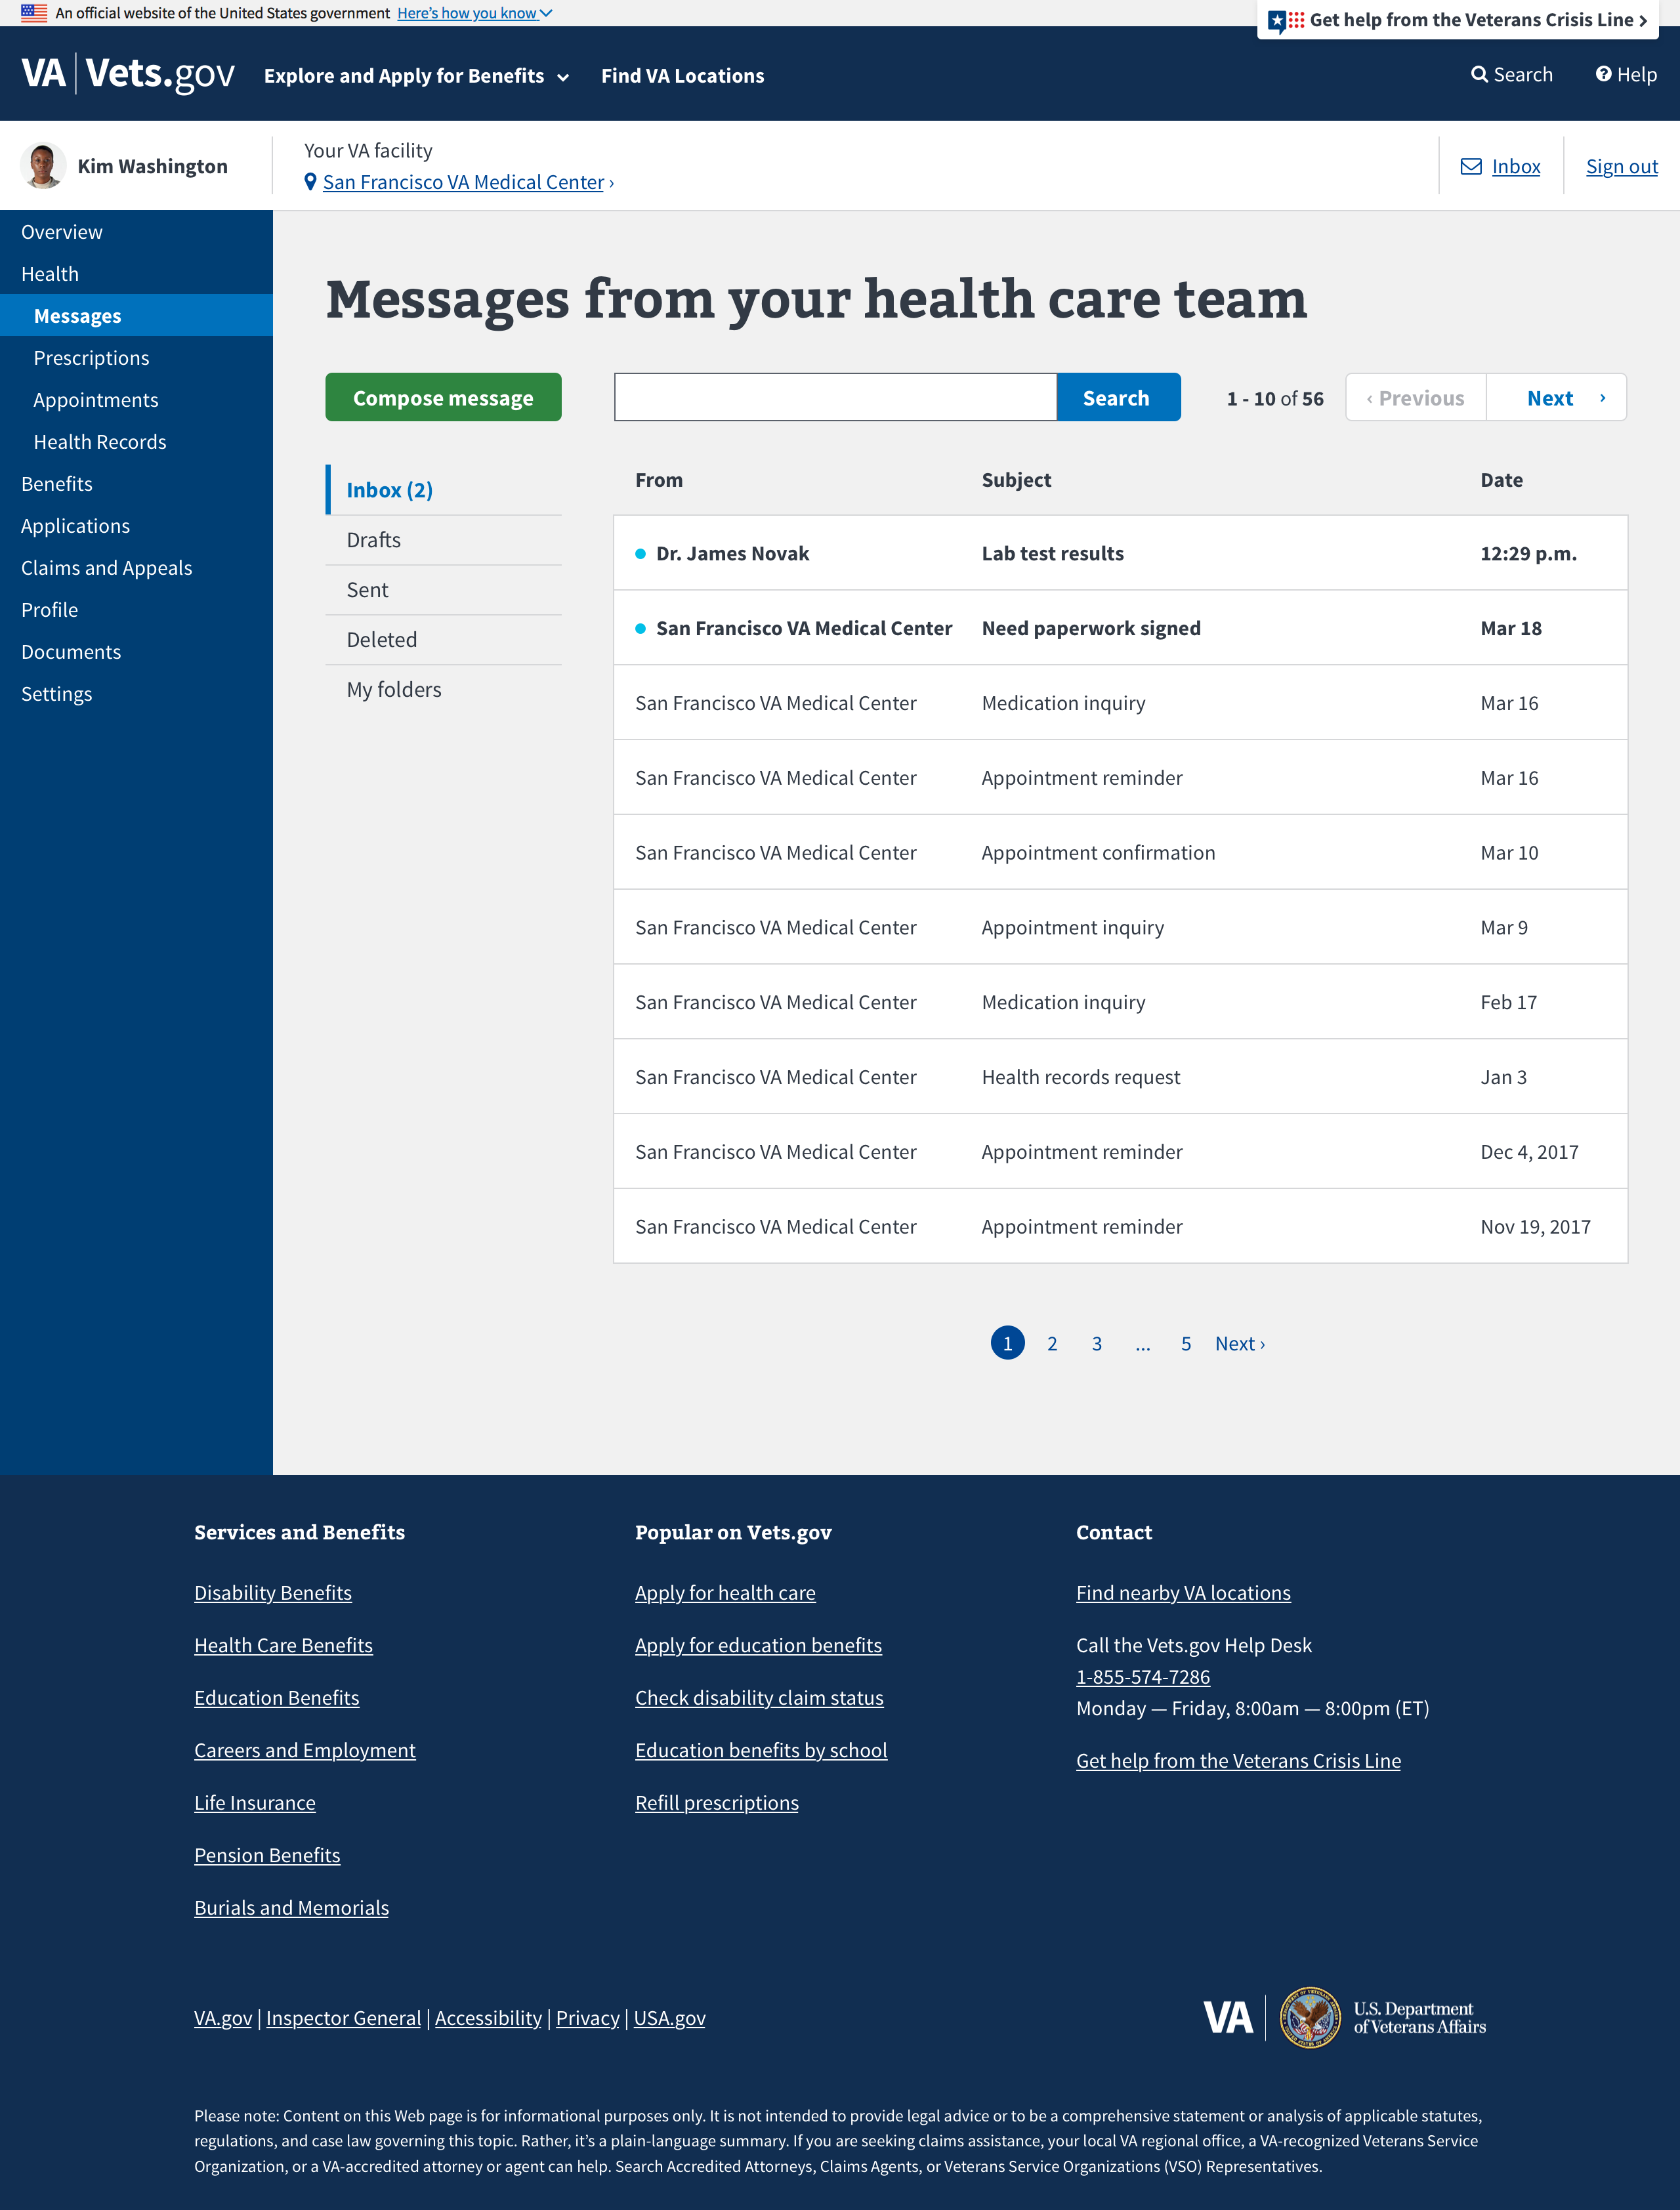 An official website of the United States government Here’s how you know
Get help from the Veterans Crisis Line
VA | Vets.gov Explore and Apply for Benefits Find VA Locations Search Help
Kim Washington
Your VA facility
San Francisco VA Medical Center ›
Inbox Sign out
Overview
Health
Messages
Prescriptions
Appointments
Health Records
Benefits
Applications
Claims and Appeals
Profile
Documents
Settings
Messages from your health care team
Compose message Search 1 - 10 of 56 ‹ Previous Next ›
Inbox (2)
Drafts
Sent
Deleted
My folders
From Subject Date
Dr. James Novak Lab test results 12:29 p.m.
San Francisco VA Medical Center Need paperwork signed Mar 18
San Francisco VA Medical Center Medication inquiry Mar 16
San Francisco VA Medical Center Appointment reminder Mar 16
San Francisco VA Medical Center Appointment confirmation Mar 10
San Francisco VA Medical Center Appointment inquiry Mar 9
San Francisco VA Medical Center Medication inquiry Feb 17
San Francisco VA Medical Center Health records request Jan 3
San Francisco VA Medical Center Appointment reminder Dec 4, 2017
San Francisco VA Medical Center Appointment reminder Nov 19, 2017
1 2 3 ... 5 Next ›
Services and Benefits
Disability Benefits
Health Care Benefits
Education Benefits
Careers and Employment
Life Insurance
Pension Benefits
Burials and Memorials
Popular on Vets.gov
Apply for health care
Apply for education benefits
Check disability claim status
Education benefits by school
Refill prescriptions
Contact
Find nearby VA locations
Call the Vets.gov Help Desk
1-855-574-7286
Monday — Friday, 8:00am — 8:00pm (ET)
Get help from the Veterans Crisis Line
VA.gov | Inspector General | Accessibility | Privacy | USA.gov
VA
U.S. Department
of Veterans Affairs
Please note: Content on this Web page is for informational purposes only. It is not intended to provide legal advice or to be a comprehensive statement or analysis of applicable statutes,
regulations, and case law governing this topic. Rather, it’s a plain-language summary. If you are seeking claims assistance, your local VA regional office, a VA-recognized Veterans Service
Organization, or a VA-accredited attorney or agent can help. Search Accredited Attorneys, Claims Agents, or Veterans Service Organizations (VSO) Representatives.